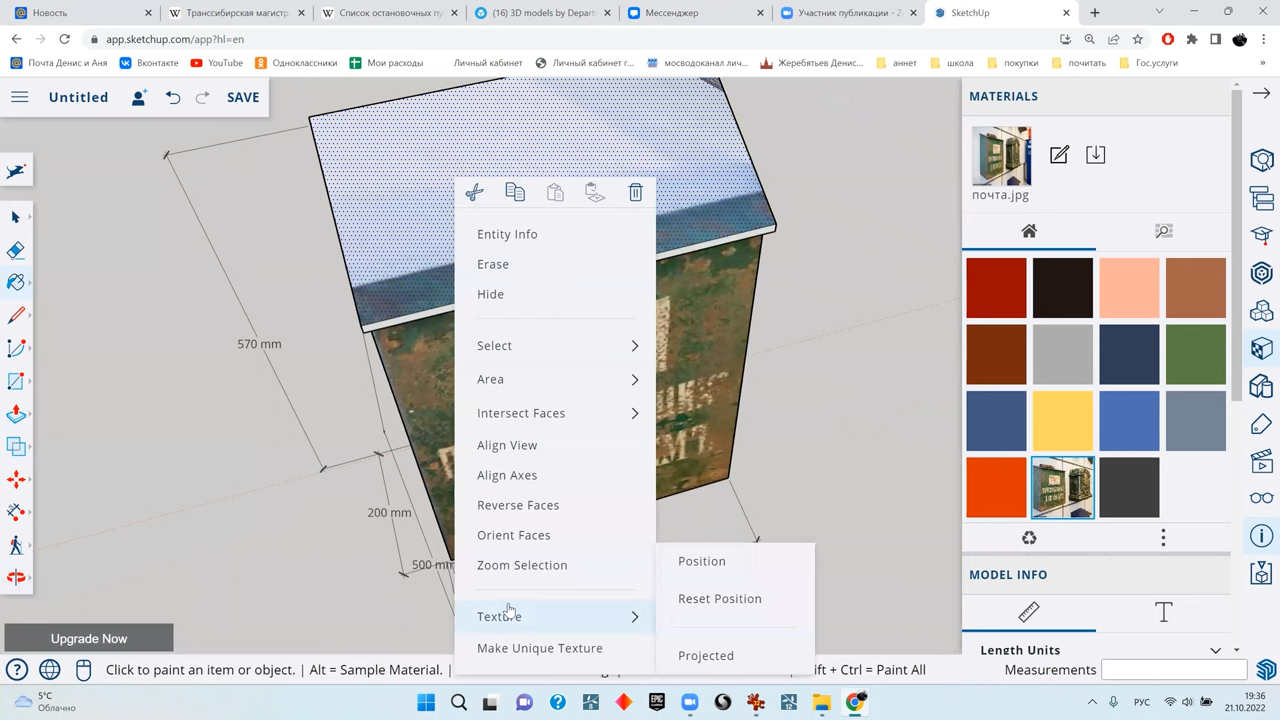 Новость
Транссибирская магистр
Список остановочных пу
(16) 3D models by Depart
Мессенджер
Участник публикации - Z
SketchUp
app.sketchup.com/app?hl=en
Почта Денис и Аня
Вконтакте
YouTube
Одноклассники
Мои расходы
Личный кабинет
Личный кабинет г...
мосводоканал лич...
Жеребятьев Денис...
аннет
школа
покупки
почитать
Гос.услуги
»
Untitled
SAVE
MATERIALS
почта.jpg
Entity Info
Erase
Hide
Select
Area
Intersect Faces
Align View
Align Axes
Reverse Faces
Orient Faces
Zoom Selection
Texture
Make Unique Texture
Position
Reset Position
Projected
570 mm
200 mm
500 mm
MODEL INFO
Length Units
Upgrade Now
Click to paint an item or object. | Alt = Sample Material. |
ift + Ctrl = Paint All
Measurements
5°C
Облачно
РУС
19:36
21.10.2022